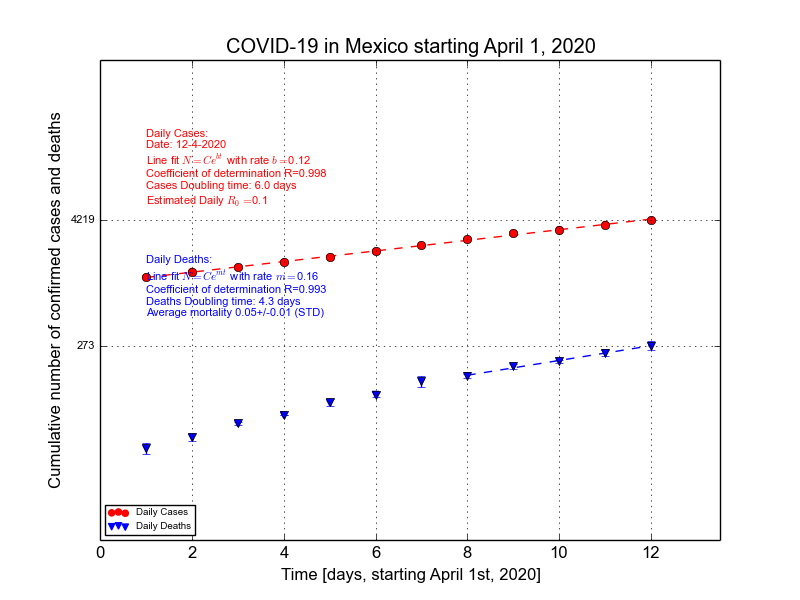 COVID-19 in Mexico starting April 1, 2020
Cumulative number of confirmed cases and deaths
Daily Cases:
Date: 12-4-2020
Line fit N=Ce^{bt} with rate b=0.12
Coefficient of determination R=0.998
Cases Doubling time: 6.0 days
Estimated Daily R_0=0.1
4219
Daily Deaths:
Line fit N=Ce^{mt} with rate m=0.16
Coefficient of determination R=0.993
Deaths Doubling time: 4.3 days
Average mortality 0.05+/-0.01 (STD)
273
Daily Cases
Daily Deaths
0 2 4 6 8 10 12
Time [days, starting April 1st, 2020]